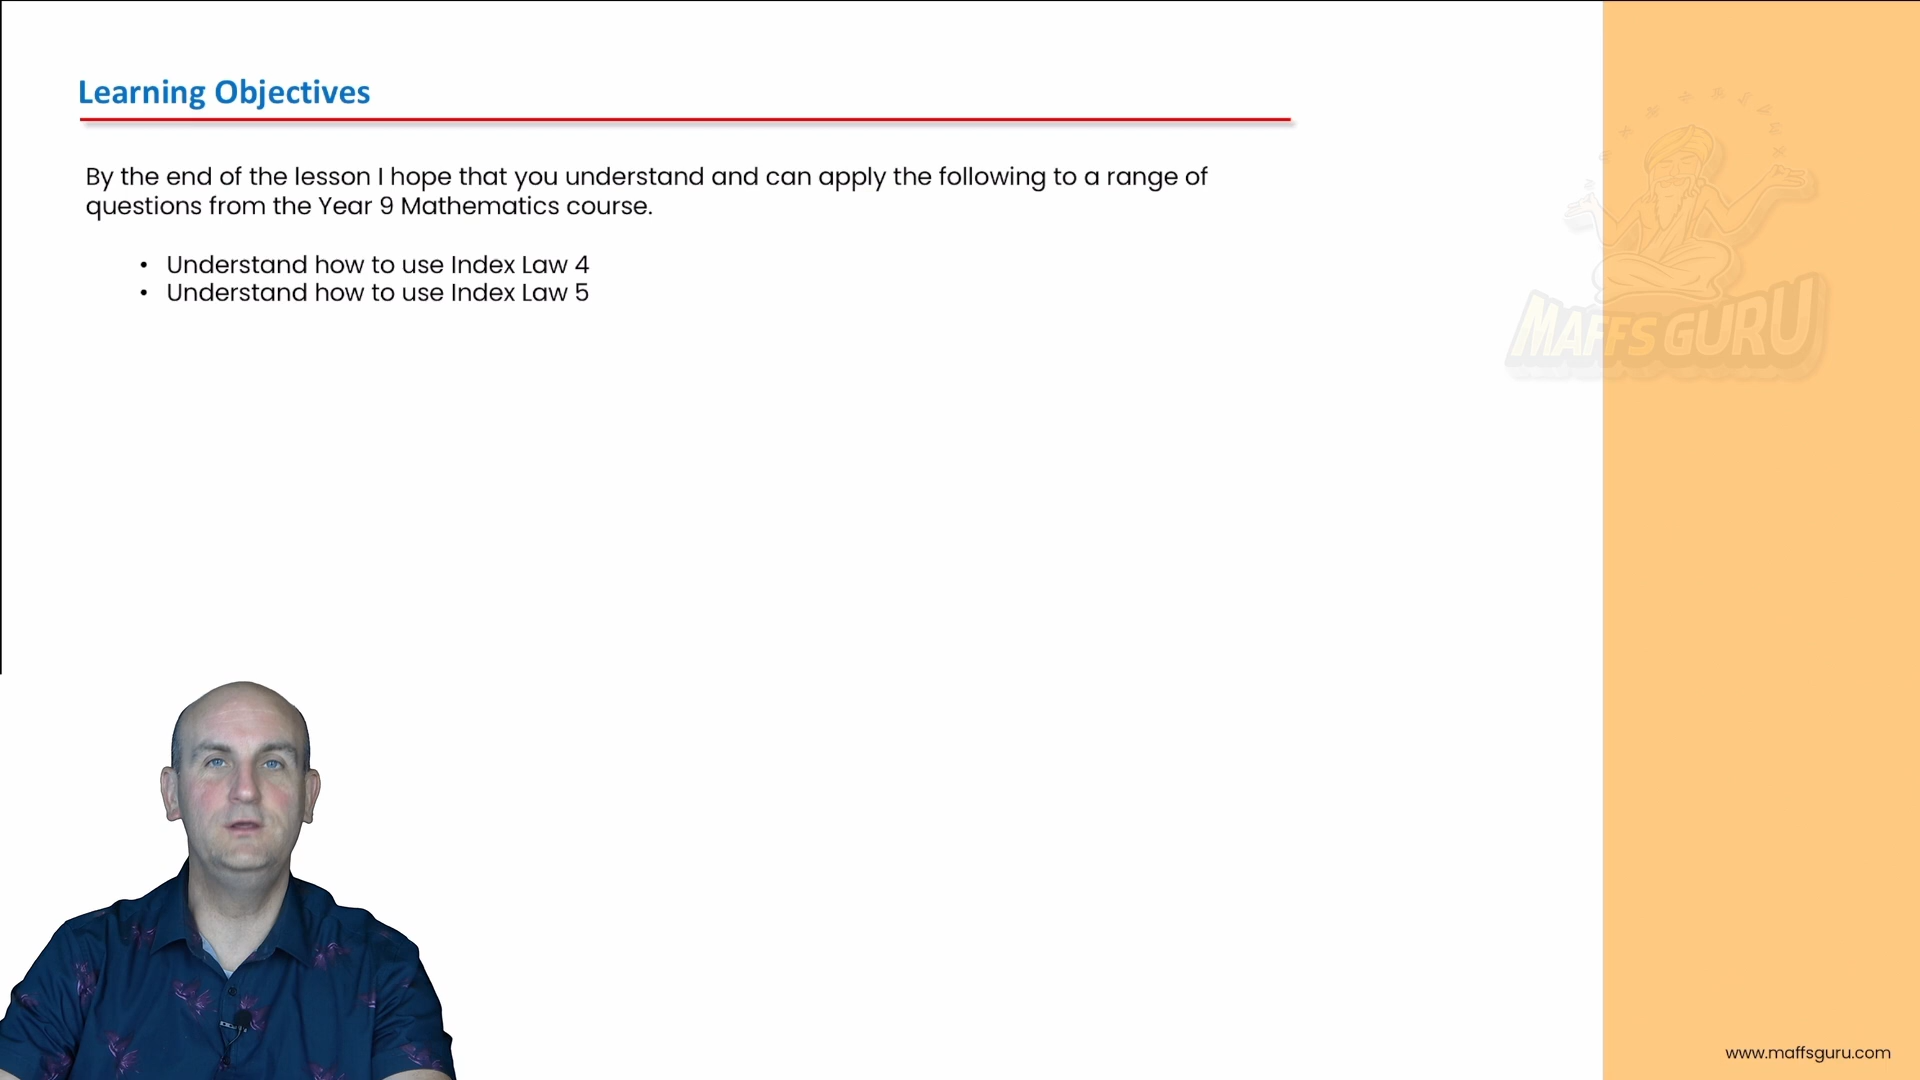 Learning Objectives
By the end of the lesson I hope that you understand and can apply the following to a range of
questions from the Year 9 Mathematics course.
• Understand how to use Index Law 4
• Understand how to use Index Law 5
MAFFS GURU
www.maffsguru.com